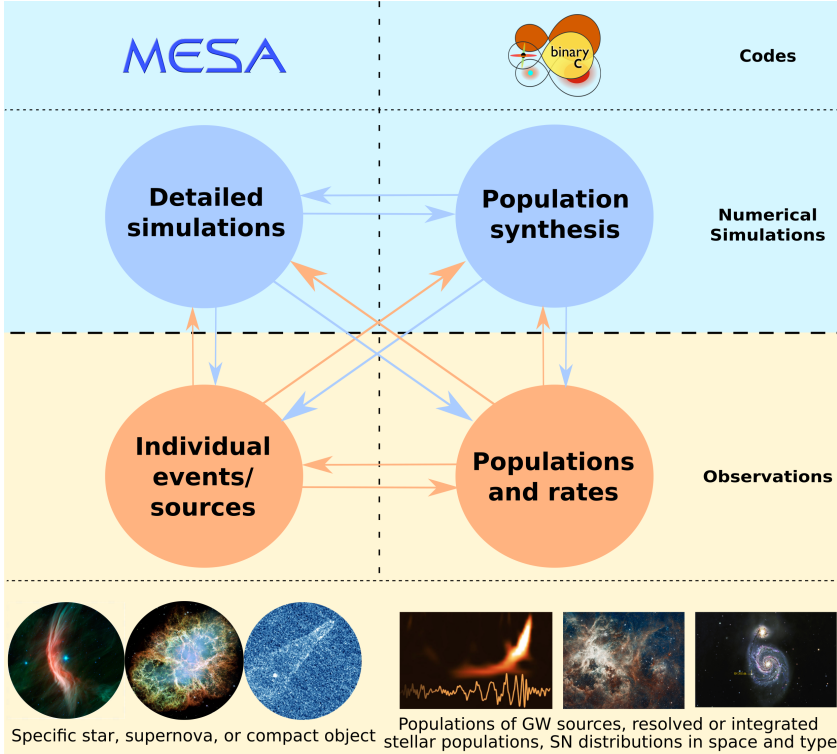 MESA
binary
c
Codes
Detailed
simulations
Population
synthesis
Numerical
Simulations
Individual
events/
sources
Populations
and rates
Observations
Specific star, supernova, or compact object
Populations of GW sources, resolved or integrated
stellar populations, SN distributions in space and type